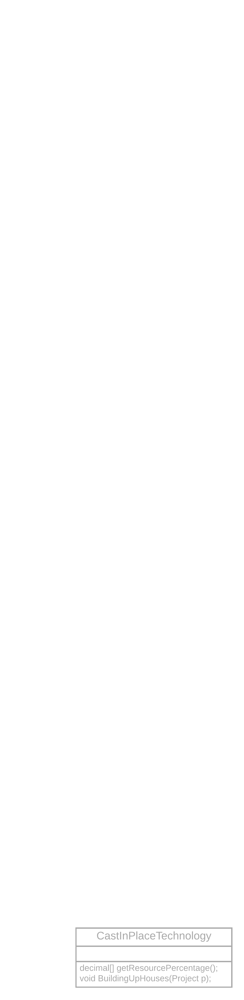 CastInPlaceTechnology
decimal[] getResourcePercentage();
void BuildingUpHouses(Project p);